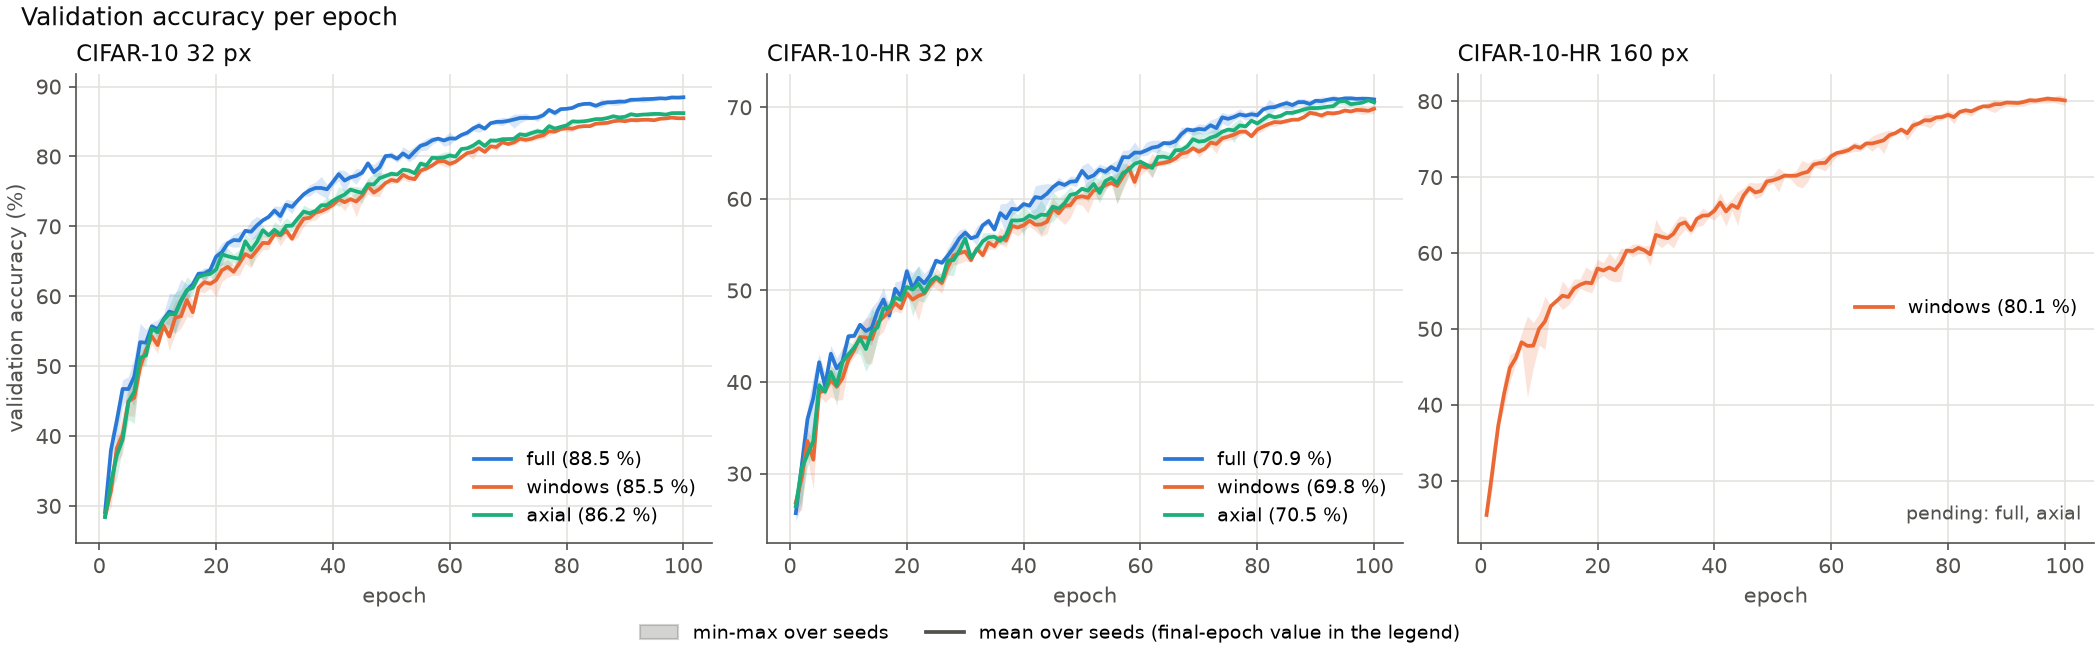 Validation accuracy per epoch
CIFAR-10 32 px
validation accuracy (%)
90
80
70
60
50
40
30
0 20 40 60 80 100
epoch
full (88.5 %)
windows (85.5 %)
axial (86.2 %)
CIFAR-10-HR 32 px
70
60
50
40
30
0 20 40 60 80 100
epoch
full (70.9 %)
windows (69.8 %)
axial (70.5 %)
CIFAR-10-HR 160 px
80
70
60
50
40
30
0 20 40 60 80 100
epoch
windows (80.1 %)
pending: full, axial
min-max over seeds
mean over seeds (final-epoch value in the legend)